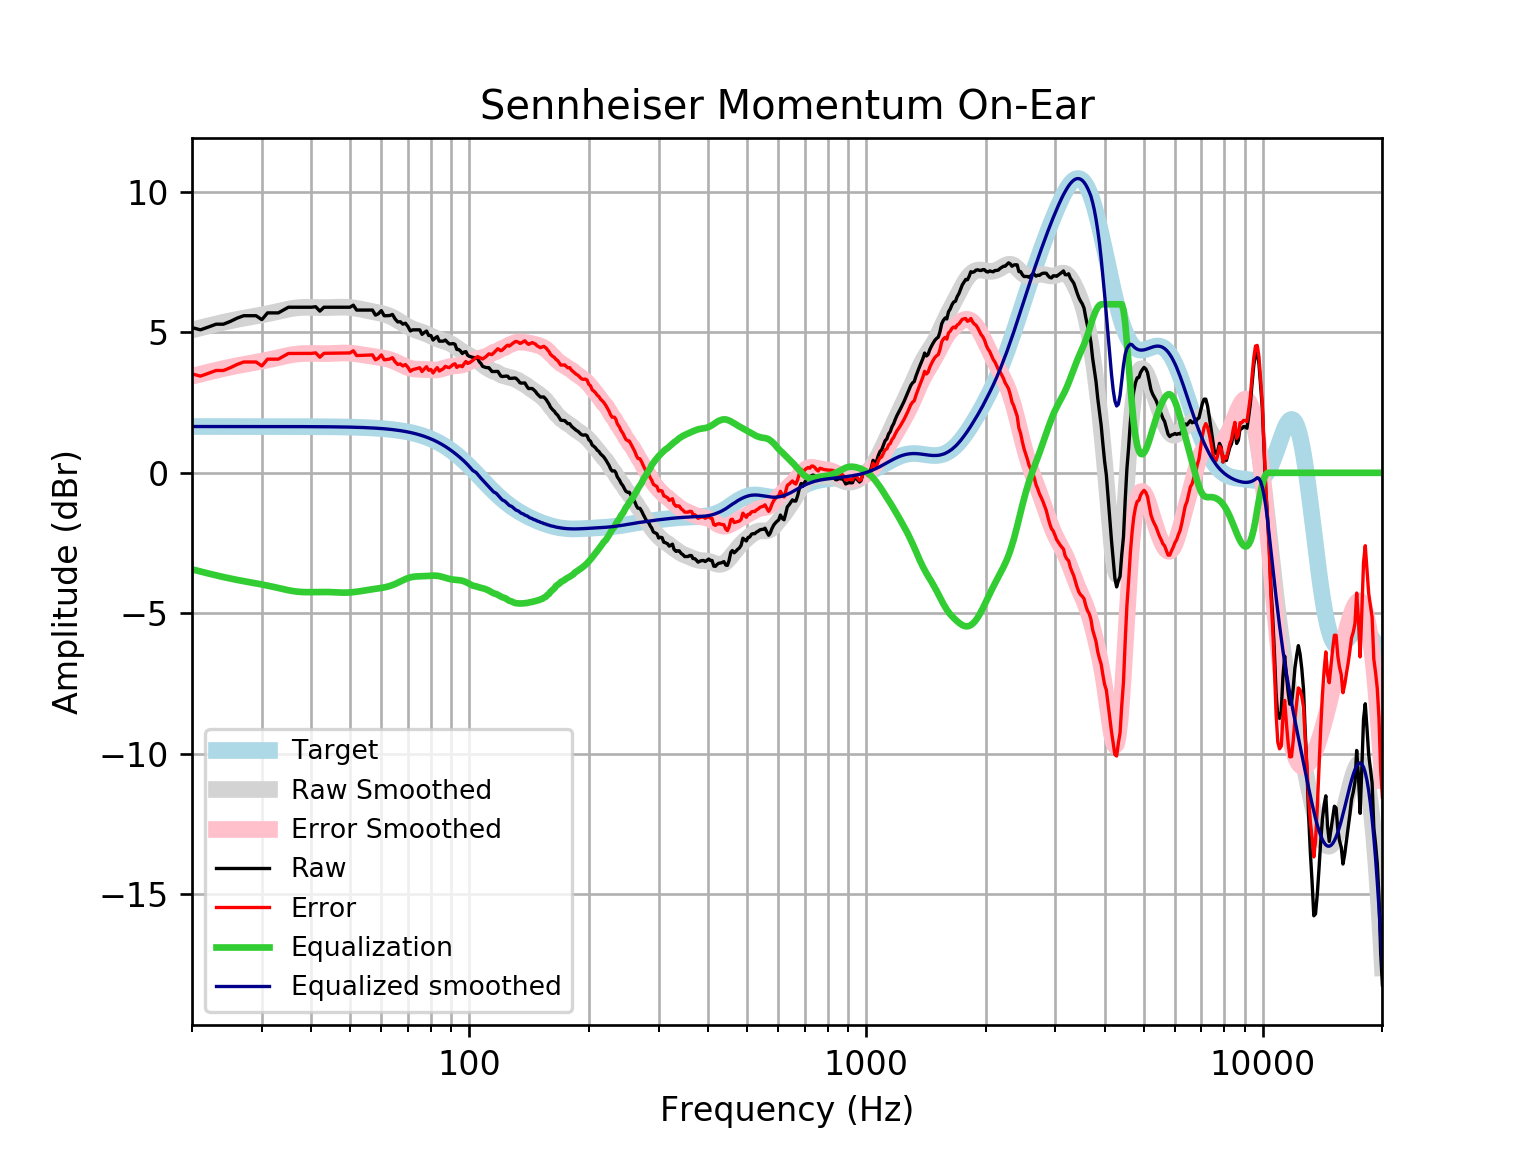 Sennheiser Momentum On-Ear
Amplitude (dBr)
10
5
0
−5
−10
−15
Target
Raw Smoothed
Error Smoothed
Raw
Error
Equalization
Equalized smoothed
100
1000
10000
Frequency (Hz)